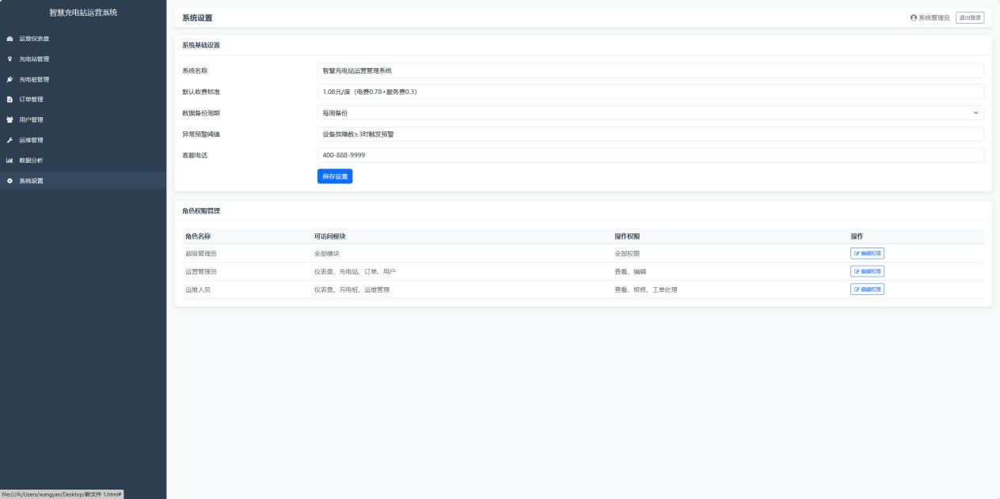 智慧充电站运营系统
运营仪表盘
充电站管理
充电桩管理
订单管理
用户管理
运维管理
数据分析
系统设置
系统设置
系统管理员 退出登录
系统基础设置
系统名称 智慧充电站运营管理系统
默认收费标准 1.08元/度（电费0.78+服务费0.3）
数据备份周期 每周备份
异常预警阈值 设备故障数≥3时触发预警
客服电话 400-888-9999
保存设置
角色权限管理
角色名称 可访问模块 操作权限 操作
超级管理员 全部模块 全部权限 编辑权限
运营管理员 仪表盘、充电站、订单、用户 查看、编辑 编辑权限
运维人员 仪表盘、充电桩、运维管理 查看、报修、工单处理 编辑权限
file:///A:/Users/wangyan/Desktop/新文件 1.html#